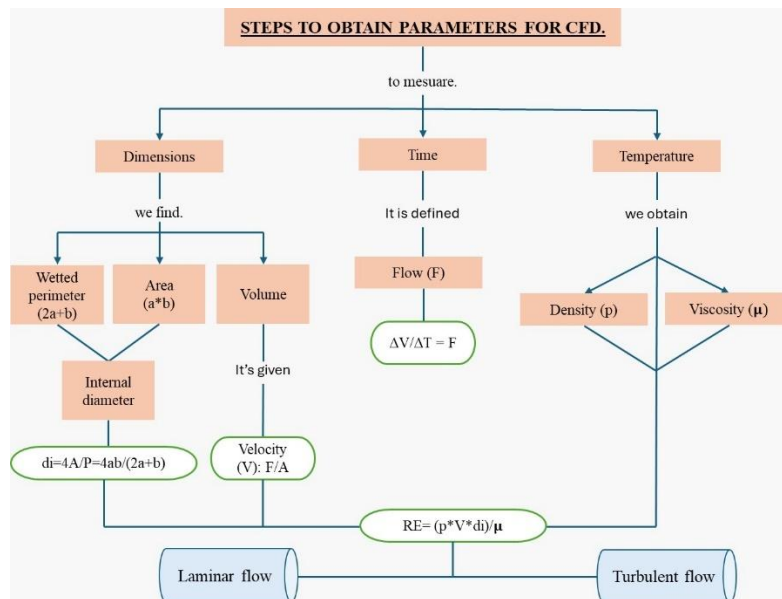 STEPS TO OBTAIN PARAMETERS FOR CFD.
to mesuare.
Dimensions
Time
Temperature
we find.
It is defined
we obtain
Wetted
perimeter
(2a+b)
Area
(a*b)
Volume
Flow (F)
Density (p)
Viscosity (μ)
ΔV/ΔT = F
Internal
diameter
It's given
di=4A/P=4ab/(2a+b)
Velocity
(V): F/A
RE= (p*V*di)/μ
Laminar flow
Turbulent flow